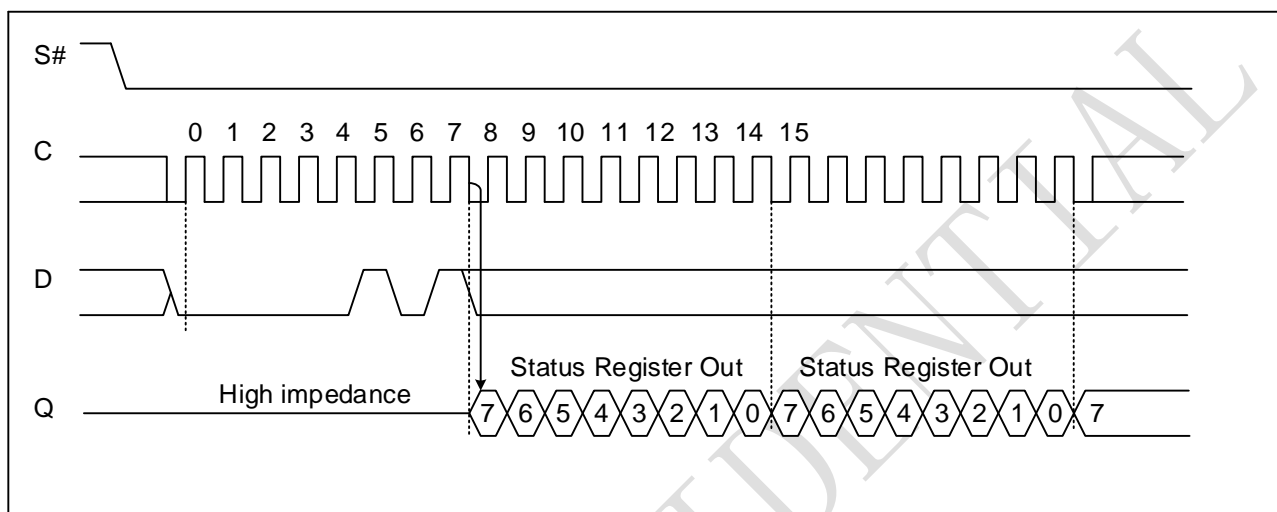 S#
0 1 2 3 4 5 6 7 8 9 10 11 12 13 14 15
C
D
Status Register Out Status Register Out
High impedance
Q 7 6 5 4 3 2 1 0 7 6 5 4 3 2 1 0 7
UDENTIAL